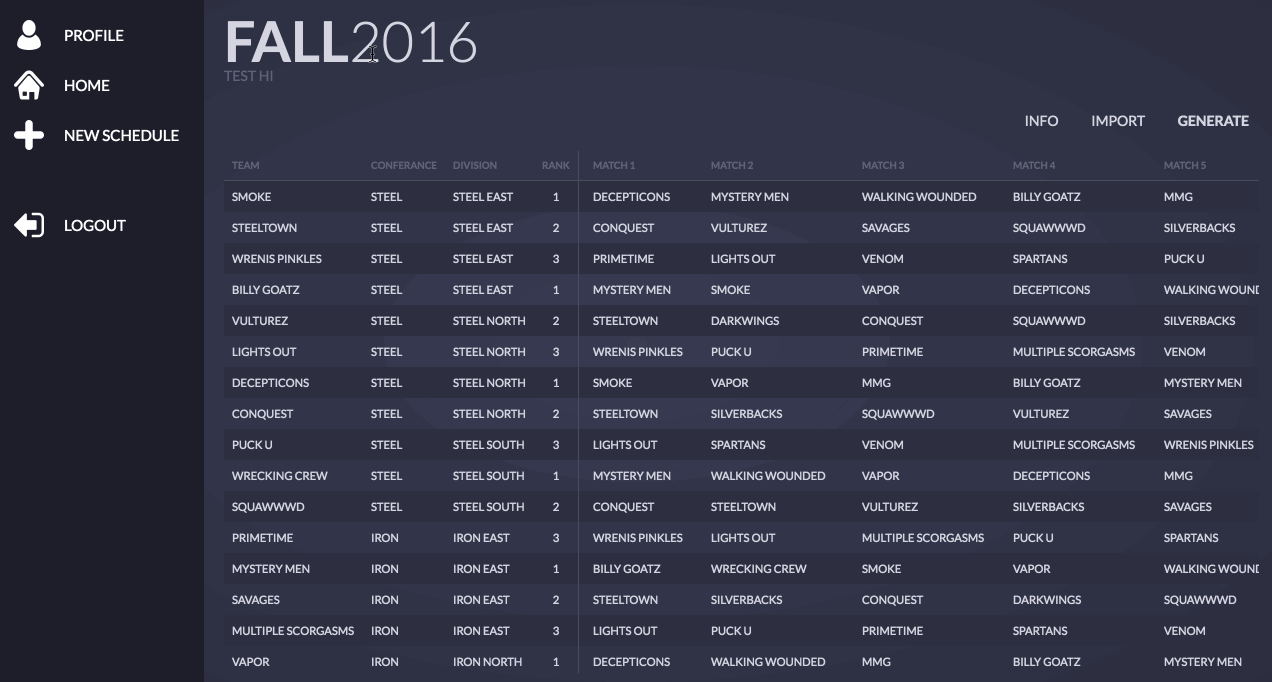 PROFILE
HOME
NEW SCHEDULE
LOGOUT
FALL2016
TEST HI
INFO IMPORT GENERATE
TEAM CONFERANCE DIVISION RANK MATCH 1 MATCH 2 MATCH 3 MATCH 4 MATCH 5
SMOKE STEEL STEEL EAST 1 DECEPTICONS MYSTERY MEN WALKING WOUNDED BILLY GOATZ MMG
STEELTOWN STEEL STEEL EAST 2 CONQUEST VULTUREZ SAVAGES SQUAWWWD SILVERBACKS
WRENIS PINKLES STEEL STEEL EAST 3 PRIMETIME LIGHTS OUT VENOM SPARTANS PUCK U
BILLY GOATZ STEEL STEEL EAST 1 MYSTERY MEN SMOKE VAPOR DECEPTICONS WALKING WOUND
VULTUREZ STEEL STEEL NORTH 2 STEELTOWN DARKWINGS CONQUEST SQUAWWWD SILVERBACKS
LIGHTS OUT STEEL STEEL NORTH 3 WRENIS PINKLES PUCK U PRIMETIME MULTIPLE SCORGASMS VENOM
DECEPTICONS STEEL STEEL NORTH 1 SMOKE VAPOR MMG BILLY GOATZ MYSTERY MEN
CONQUEST STEEL STEEL NORTH 2 STEELTOWN SILVERBACKS SQUAWWWD VULTUREZ SAVAGES
PUCK U STEEL STEEL SOUTH 3 LIGHTS OUT SPARTANS VENOM MULTIPLE SCORGASMS WRENIS PINKLES
WRECKING CREW STEEL STEEL SOUTH 1 MYSTERY MEN WALKING WOUNDED VAPOR DECEPTICONS MMG
SQUAWWWD STEEL STEEL SOUTH 2 CONQUEST STEELTOWN VULTUREZ SILVERBACKS SAVAGES
PRIMETIME IRON IRON EAST 3 WRENIS PINKLES LIGHTS OUT MULTIPLE SCORGASMS PUCK U SPARTANS
MYSTERY MEN IRON IRON EAST 1 BILLY GOATZ WRECKING CREW SMOKE VAPOR WALKING WOUND
SAVAGES IRON IRON EAST 2 STEELTOWN SILVERBACKS CONQUEST DARKWINGS SQUAWWWD
MULTIPLE SCORGASMS IRON IRON EAST 3 LIGHTS OUT PUCK U PRIMETIME SPARTANS VENOM
VAPOR IRON IRON NORTH 1 DECEPTICONS WALKING WOUNDED MMG BILLY GOATZ MYSTERY MEN